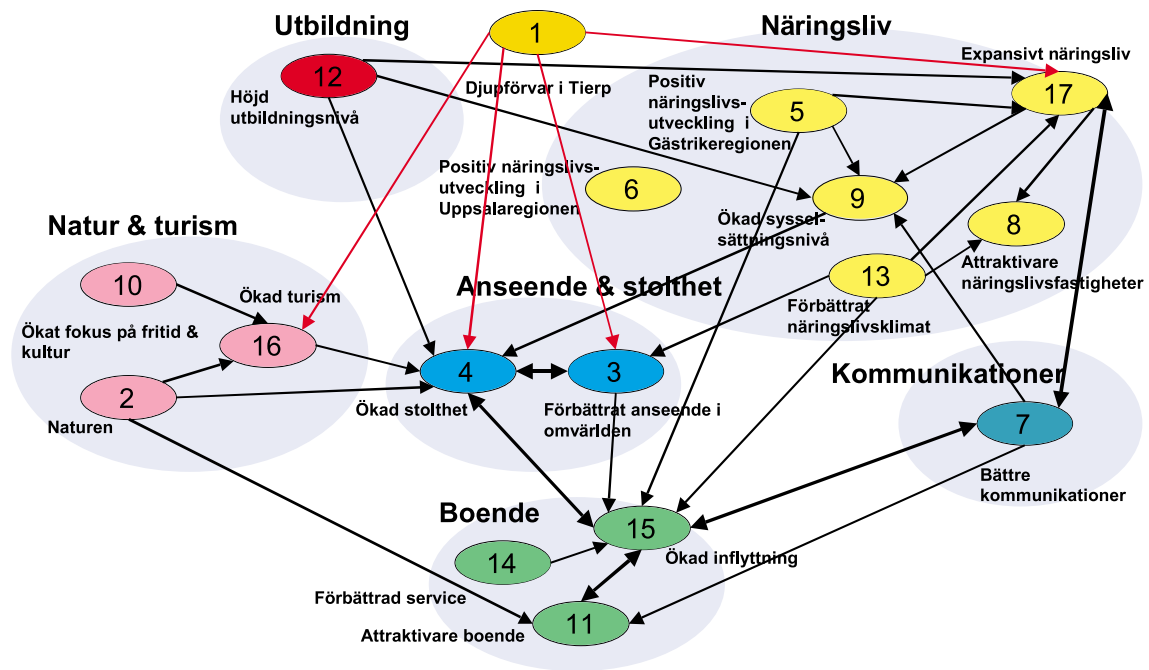 Utbildning
1
Näringsliv
12
Expansivt näringsliv
Djupförvar i Tierp
Positiv
näringslivs-
utveckling i
Gästrikeregionen
5
17
Höjd
utbildningsnivå
Positiv näringslivs-
utveckling i
Uppsalaregionen
6
9
8
Ökad syssel-
sättpningsnivå
Natur & turism
10
Ökad turism
Anseende & stolthet
13
Attraktivare
näringslivsfastigheter
Förbättrat
näringslivsklimat
Ökat fokus på fritid &
kultur
16
4
3
Kommunikationer
2
Naturen
Ökad stolthet
Förbättrat anseende i
omvärlden
7
Bättre
kommunikationer
Boende
15
Ökad inflyttning
14
Förbättrad service
11
Attraktivare boende